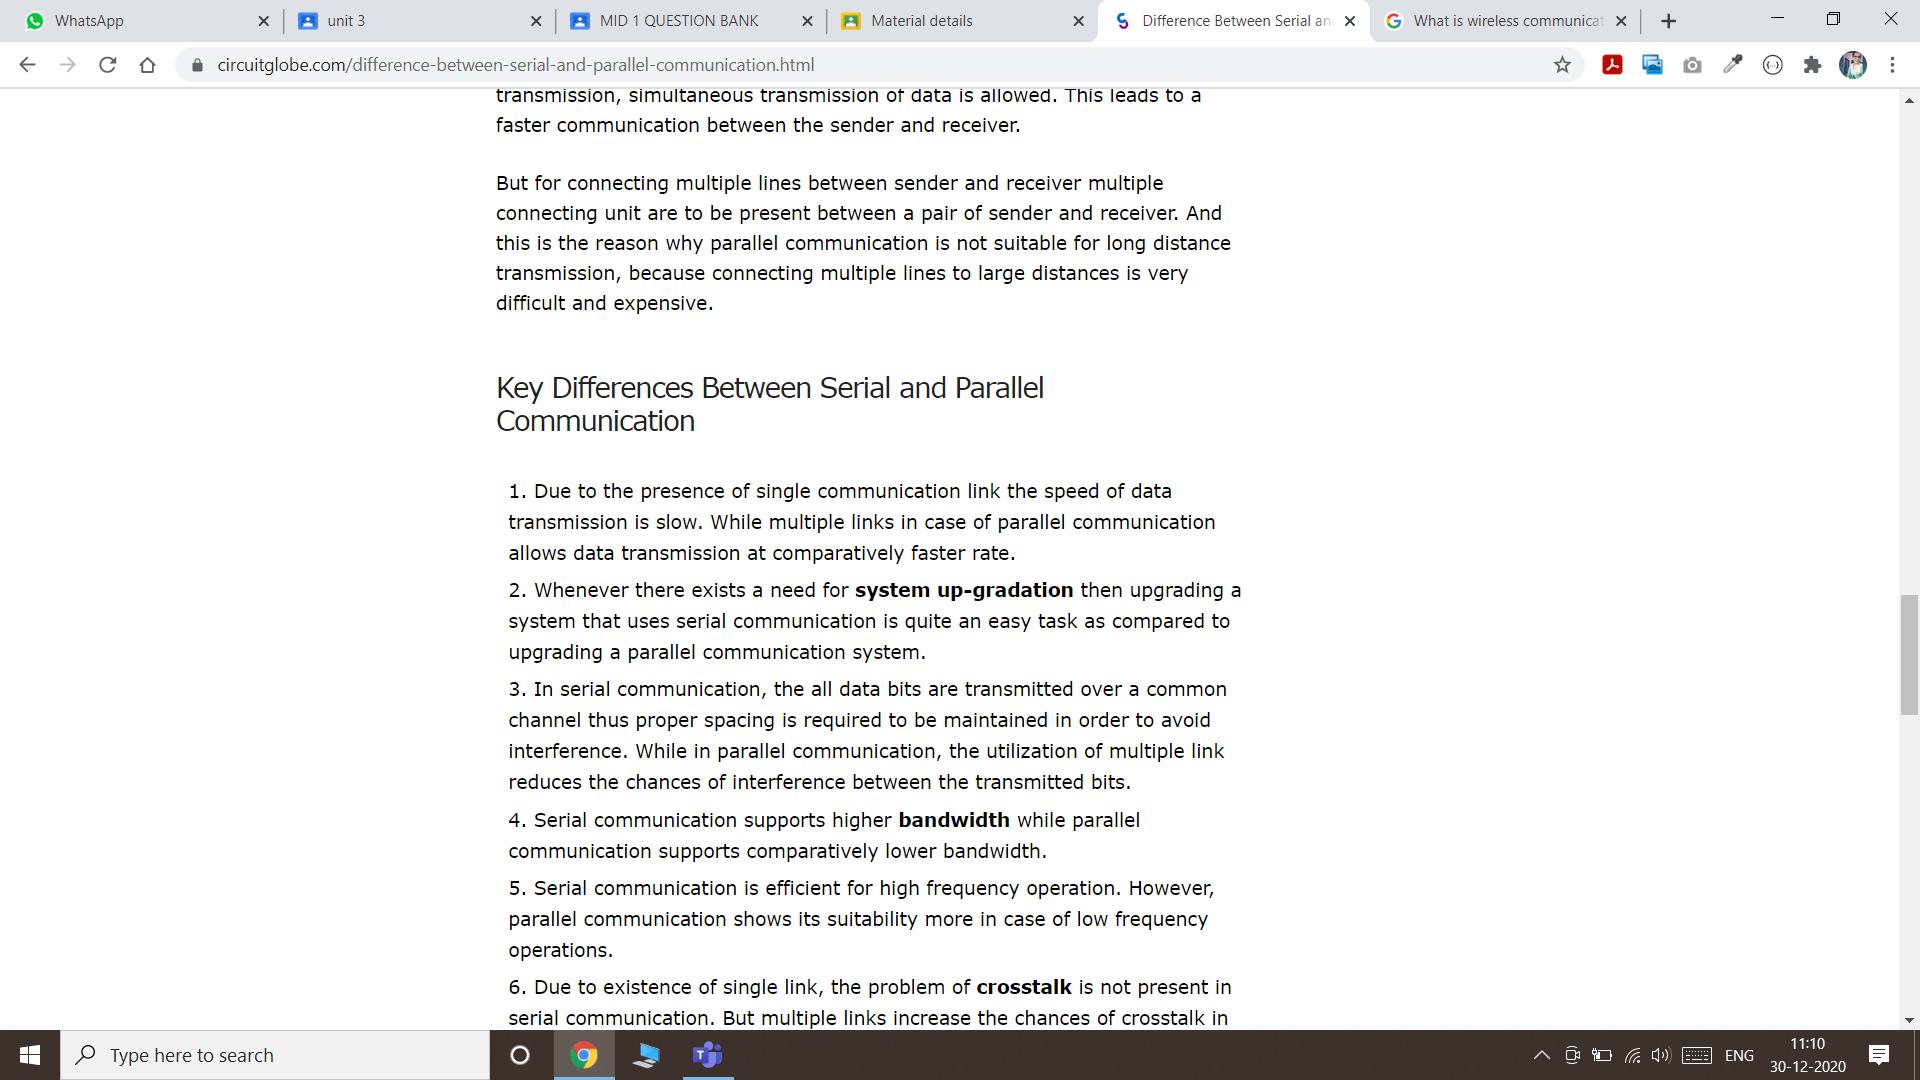 WhatsApp
unit 3
MID 1 QUESTION BANK
Material details
Difference Between Serial an
What is wireless communicat
circuitglobe.com/difference-between-serial-and-parallel-communication.html
transmission, simultaneous transmission of data is allowed. This leads to a
faster communication between the sender and receiver.
But for connecting multiple lines between sender and receiver multiple
connecting unit are to be present between a pair of sender and receiver. And
this is the reason why parallel communication is not suitable for long distance
transmission, because connecting multiple lines to large distances is very
difficult and expensive.
Key Differences Between Serial and Parallel
Communication
1. Due to the presence of single communication link the speed of data
transmission is slow. While multiple links in case of parallel communication
allows data transmission at comparatively faster rate.
2. Whenever there exists a need for system up-gradation then upgrading a
system that uses serial communication is quite an easy task as compared to
upgrading a parallel communication system.
3. In serial communication, the all data bits are transmitted over a common
channel thus proper spacing is required to be maintained in order to avoid
interference. While in parallel communication, the utilization of multiple link
reduces the chances of interference between the transmitted bits.
4. Serial communication supports higher bandwidth while parallel
communication supports comparatively lower bandwidth.
5. Serial communication is efficient for high frequency operation. However,
parallel communication shows its suitability more in case of low frequency
operations.
6. Due to existence of single link, the problem of crosstalk is not present in
serial communication. But multiple links increase the chances of crosstalk in
Type here to search
ENG
11:10
30-12-2020